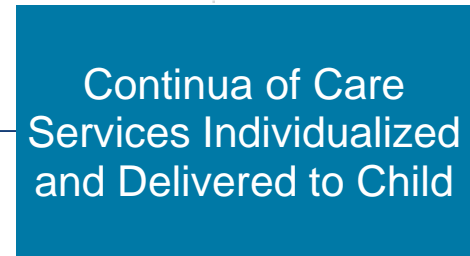 Continua of Care
Services Individualized
and Delivered to Child